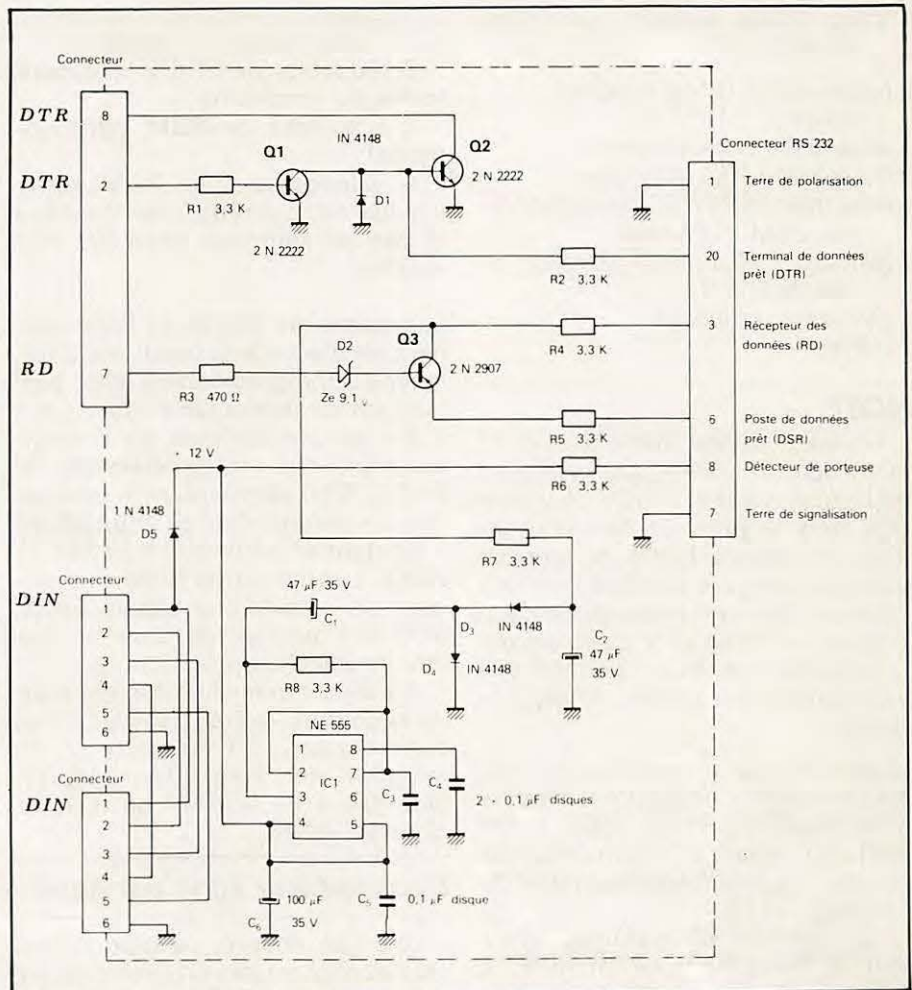 Connecteur
DTR
8
IN 4148
Q1
Q2
Connecteur RS 232
DTR
2
R1 3,3 K
D1
2 N 2222
2 N 2222
1
Terre de polarisation
R2 3,3 K
20
Terminal de données
prêt (DTR)
Q3
D2
R4 3,3 K
3
Récepteur des
données (RD)
RD
7
R3 470 Ω
Ze 9,1 V
2 N 2907
R5 3,3 K
6
Poste de données
prêt (DSR)
R6 3,3 K
8
Détecteur de porteuse
12 V
7
Terre de signalisation
1 N 4148
D5
R7 3,3 K
Connecteur
DIN
1
2
3
4
5
6
47 µF 35 V
C1
D3
IN 4148
D4
IN 4148
C2
47 µF
35 V
R8 3,3 K
NE 555
1
2
3
4
IC1
8
7
6
5
C3
C4
2 · 0,1 µF disques
Connecteur
DIN
1
2
3
4
5
6
100 µF
C6
35 V
C5
0,1 µF disque